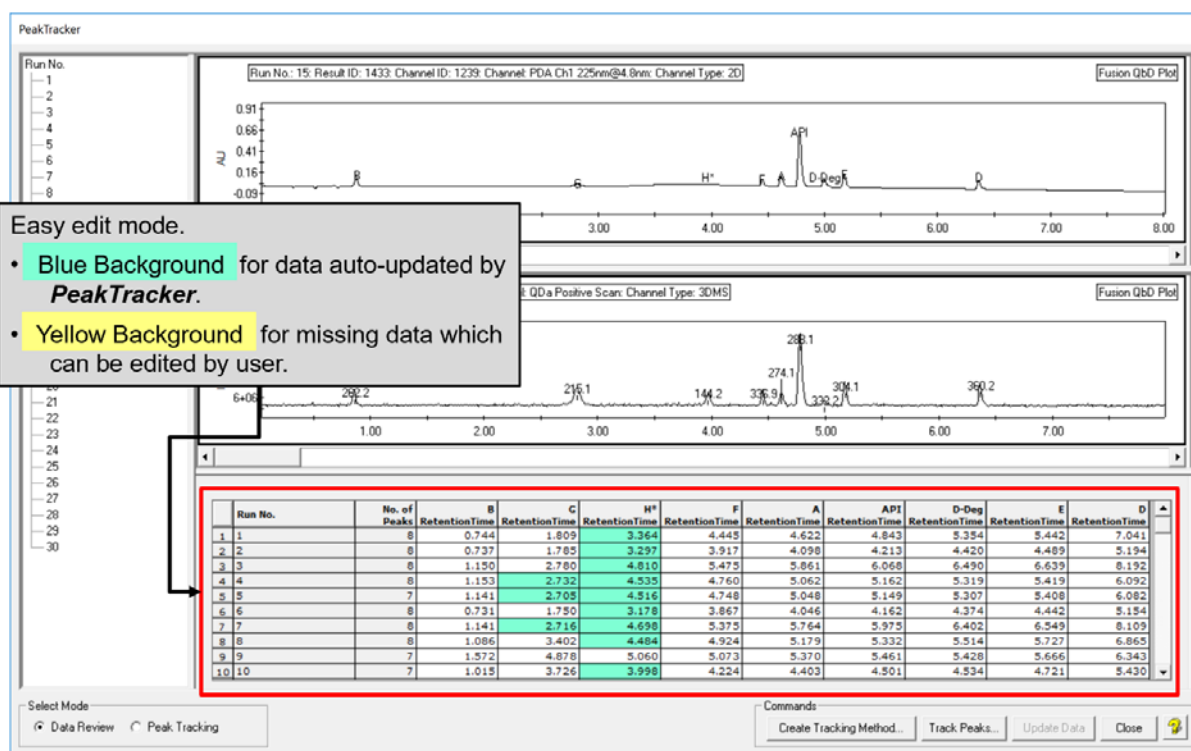 PeakTracker
Run No.
1
2
3
4
5
6
7
8
Run No.: 15: Result ID: 1433: Channel ID: 1239: Channel: PDA Ch1 225nm@4.8nm: Channel Type: 2D
Fusion QbD Plot
AU
0.91
0.66
0.41
0.16
-0.09
B
G
H*
F
A
API
D-Deg
E
D
3.00
4.00
5.00
6.00
7.00
8.00
Easy edit mode.
• Blue Background for data auto-updated by
PeakTracker.
• Yellow Background for missing data which
can be edited by user.
QDa Positive Scan: Channel Type: 3DMS
Fusion QbD Plot
6+06
215.1
144.2
274.1
304.1
360.2
1.00
2.00
3.00
4.00
5.00
6.00
7.00
21
22
23
24
25
26
27
28
29
30
Run No. No. of Peaks B RetentionTime G RetentionTime H* RetentionTime F RetentionTime A RetentionTime API RetentionTime D-Deg RetentionTime E RetentionTime D RetentionTime
1 1 8 0.744 1.809 3.364 4.445 4.622 4.843 5.354 5.442 7.041
2 2 8 0.737 1.785 3.297 3.917 4.098 4.213 4.420 4.489 5.194
3 3 8 1.150 2.780 4.810 5.475 5.861 6.068 6.490 6.639 8.192
4 4 8 1.153 2.732 4.535 4.760 5.062 5.162 5.319 5.419 6.092
5 5 7 1.141 2.705 4.516 4.748 5.048 5.149 5.307 5.408 6.082
6 6 8 0.731 1.750 3.178 3.867 4.046 4.162 4.374 4.442 5.154
7 7 8 1.141 2.716 4.698 5.375 5.764 5.975 6.402 6.549 8.109
8 8 8 1.086 3.402 4.484 4.924 5.179 5.332 5.514 5.727 6.865
9 9 7 1.572 4.878 5.060 5.073 5.370 5.461 5.428 5.666 6.343
10 10 7 1.015 3.726 3.998 4.224 4.403 4.501 4.534 4.721 5.430
Select Mode
Data Review Peak Tracking
Commands
Create Tracking Method... Track Peaks... Update Data Close ?